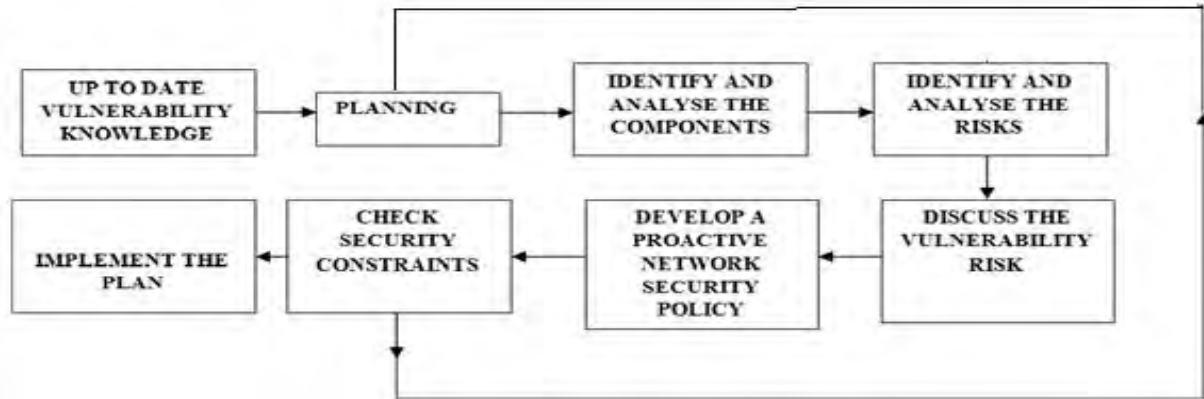 UP TO DATE
VULNERABILITY
KNOWLEDGE
PLANNING
IDENTIFY AND
ANALYSE THE
COMPONENTS
IDENTIFY AND
ANALYSE THE
RISKS
DISCUSS THE
VULNERABILITY
RISK
DEVELOP A
PROACTIVE
NETWORK
SECURITY
POLICY
CHECK
SECURITY
CONSTRAINTS
IMPLEMENT THE
PLAN